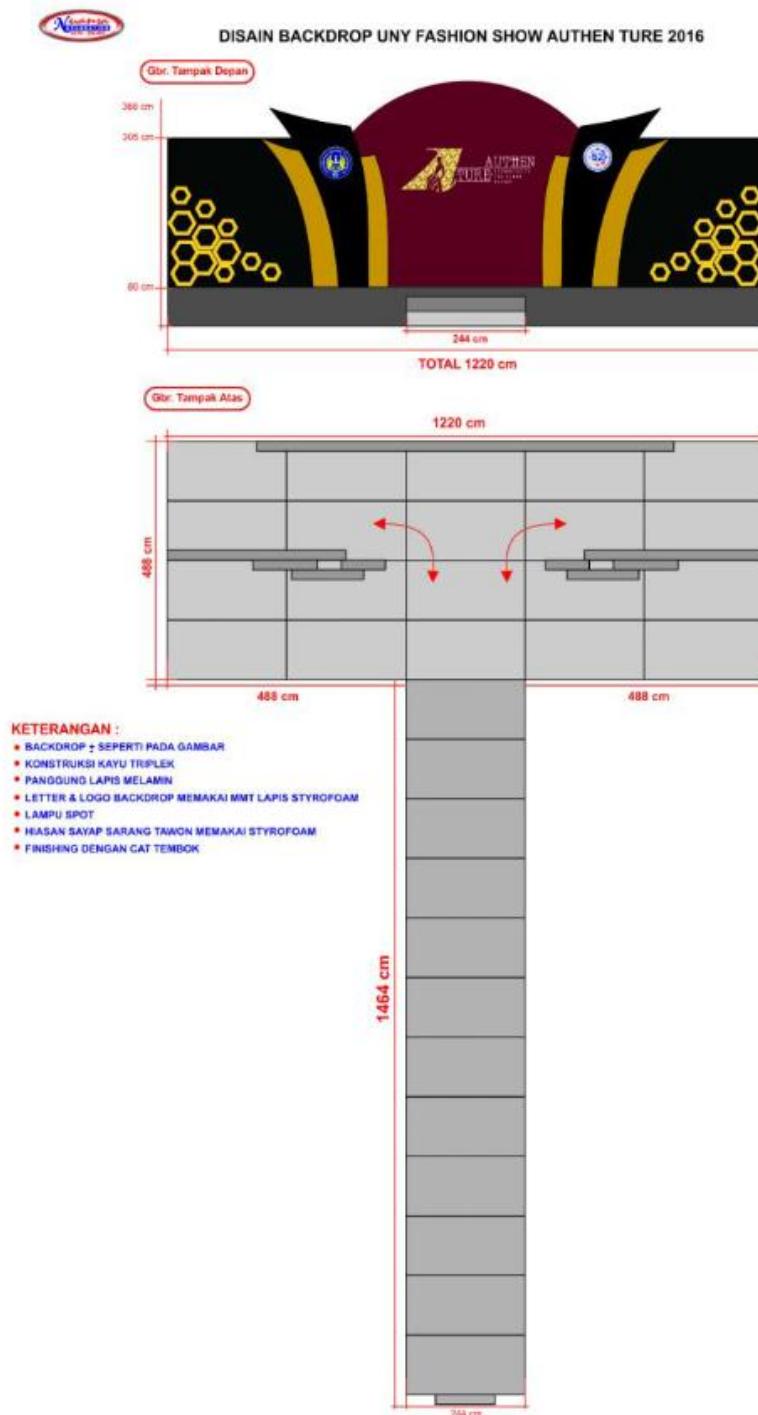 Nuansa
DISAIN BACKDROP UNY FASHION SHOW AUTHEN TURE 2016
Gbr. Tampak Depan
366 cm
305 cm
AUTHEN
TURE
60 cm
244 cm
TOTAL 1220 cm
Gbr. Tampak Atas
1220 cm
488 cm
488 cm
488 cm
KETERANGAN :
• BACKDROP ± SEPERTI PADA GAMBAR
• KONSTRUKSI KAYU TRIPLEK
• PANGGUNG LAPIS MELAMIN
• LETTER & LOGO BACKDROP MEMAKAI MMT LAPIS STYROFOAM
• LAMPU SPOT
• HIASAN SAYAP SARANG TAWON MEMAKAI STYROFOAM
• FINISHING DENGAN CAT TEMBOK
1464 cm
244 cm